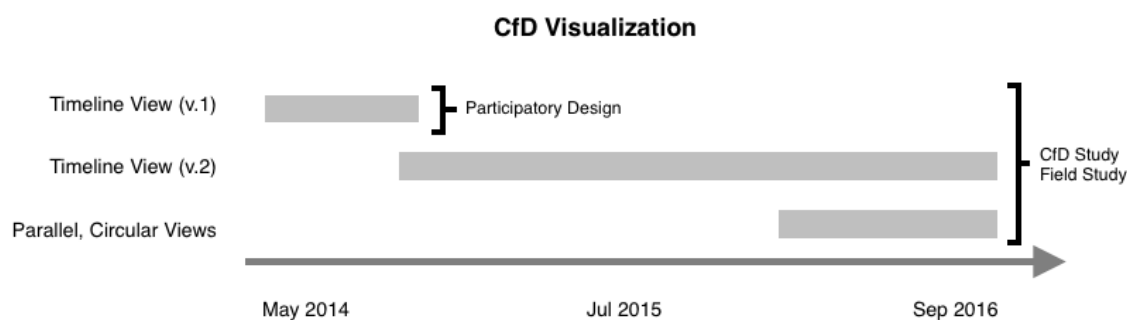 CfD Visualization
Timeline View (v.1)
Participatory Design
Timeline View (v.2)
CfD Study
Field Study
Parallel, Circular Views
May 2014
Jul 2015
Sep 2016